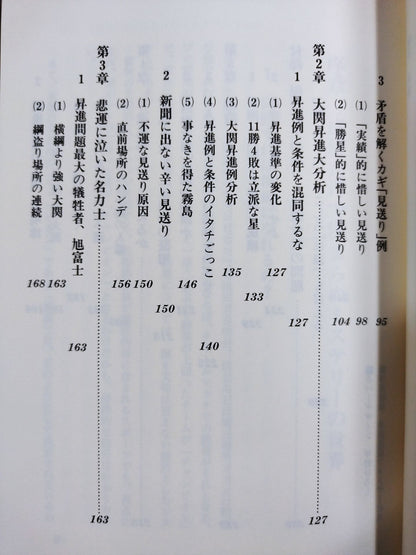 3 矛盾を解くカギ「見送り」例 95
(1) 「実績」的に惜しい見送り 98
(2) 「勝星」的に惜しい見送り 104
第2章 大関昇進大分析 127
1 昇進例と条件を混同するな 127
(1) 昇進基準の変化 127
(2) 11勝4敗は立派な星 133
(3) 大関昇進例分析 135
(4) 昇進例と条件のイタチごっこ 140
(5) 事なきを得た霧島 146
2 新聞に出ない辛い見送り 150
(1) 不運な見送り原因 150
(2) 直前場所のハンデ 156
第3章 悲運に泣いた名力士 163
1 昇進問題最大の犠牲者、旭富士 163
(1) 横綱より強い大関 163
(2) 綱盗り場所の連続 168